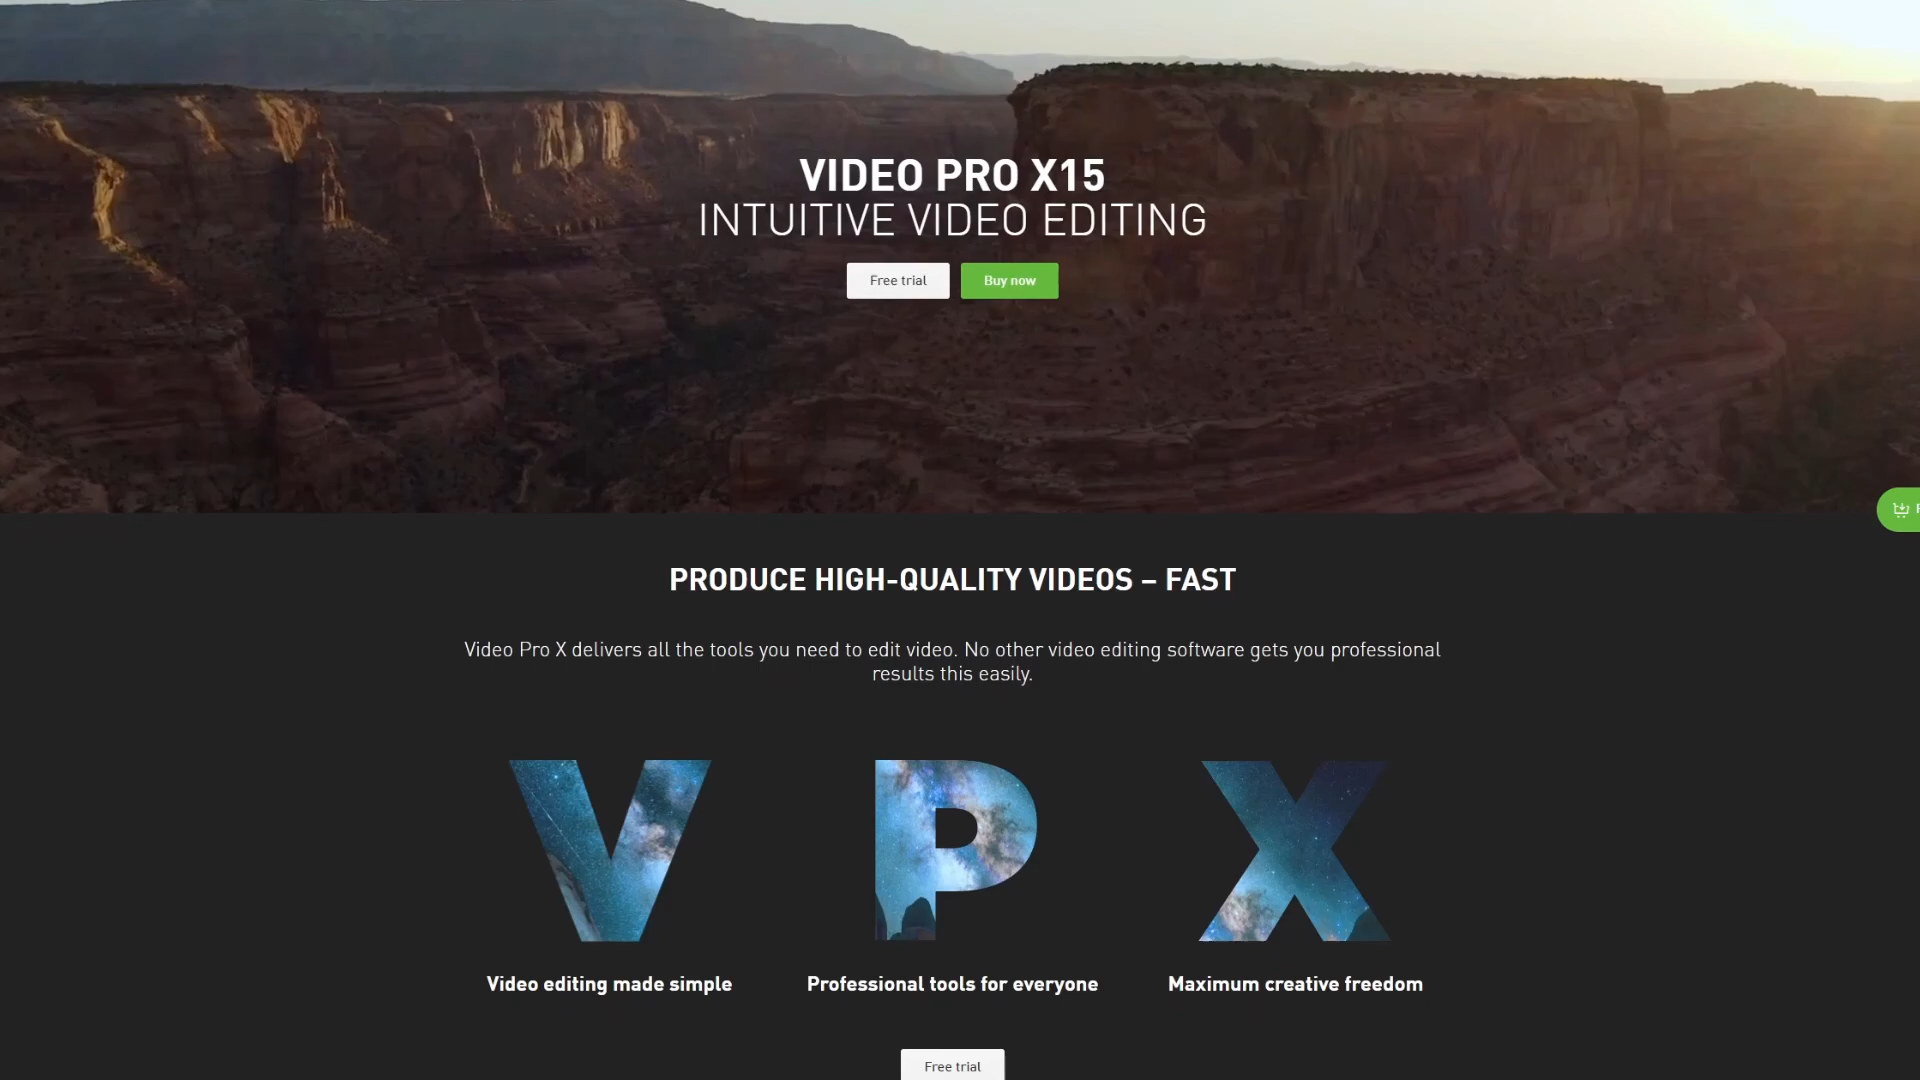 VIDEO PRO X15
INTUITIVE VIDEO EDITING
Free trial
Buy now
PRODUCE HIGH-QUALITY VIDEOS – FAST
Video Pro X delivers all the tools you need to edit video. No other video editing software gets you professional
results this easily.
V P X
Video editing made simple
Professional tools for everyone
Maximum creative freedom
Free trial